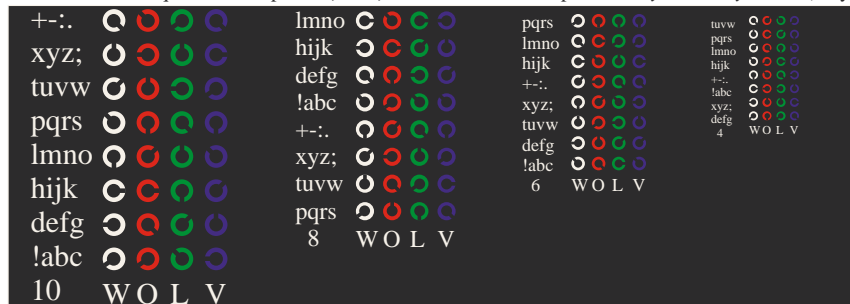 +-:.
xyz;
tuvw
pqrs
lmno
hijk
defg
!abc
10 W O L V
lmno
hijk
defg
!abc
+-:.
xyz;
tuvw
pqrs
8 W O L V
pqrs
lmno
hijk
+-:.
xyz;
tuvw
defg
!abc
6 W O L V
tuvw
pqrs
lmno
hijk
+-:.
!abc
xyz;
defg
4 W O L V